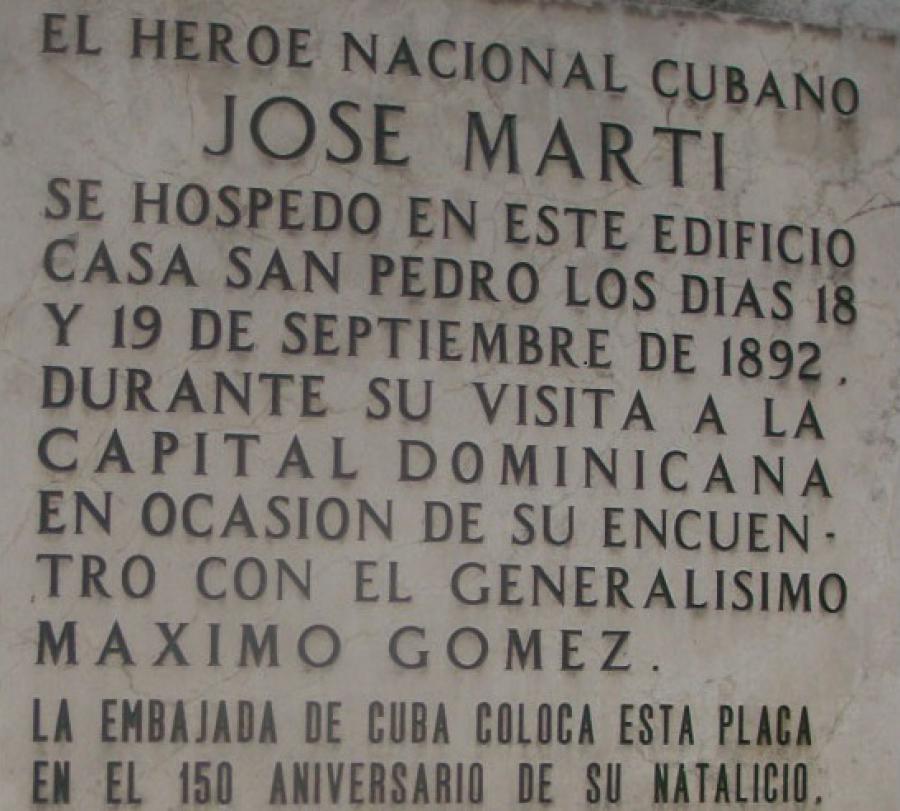 EL HEROE NACIONAL CUBANO
JOSE MARTI
SE HOSPEDO EN ESTE EDIFICIO
CASA SAN PEDRO LOS DIAS 18
Y 19 DE SEPTIEMBRE DE 1892,
DURANTE SU VISITA A LA
CAPITAL DOMINICANA
EN OCASION DE SU ENCUEN-
TRO CON EL GENERALISIMO
MAXIMO GOMEZ.
LA EMBAJADA DE CUBA COLOCA ESTA PLACA
EN EL 150 ANIVERSARIO DE SU NATALICIO.